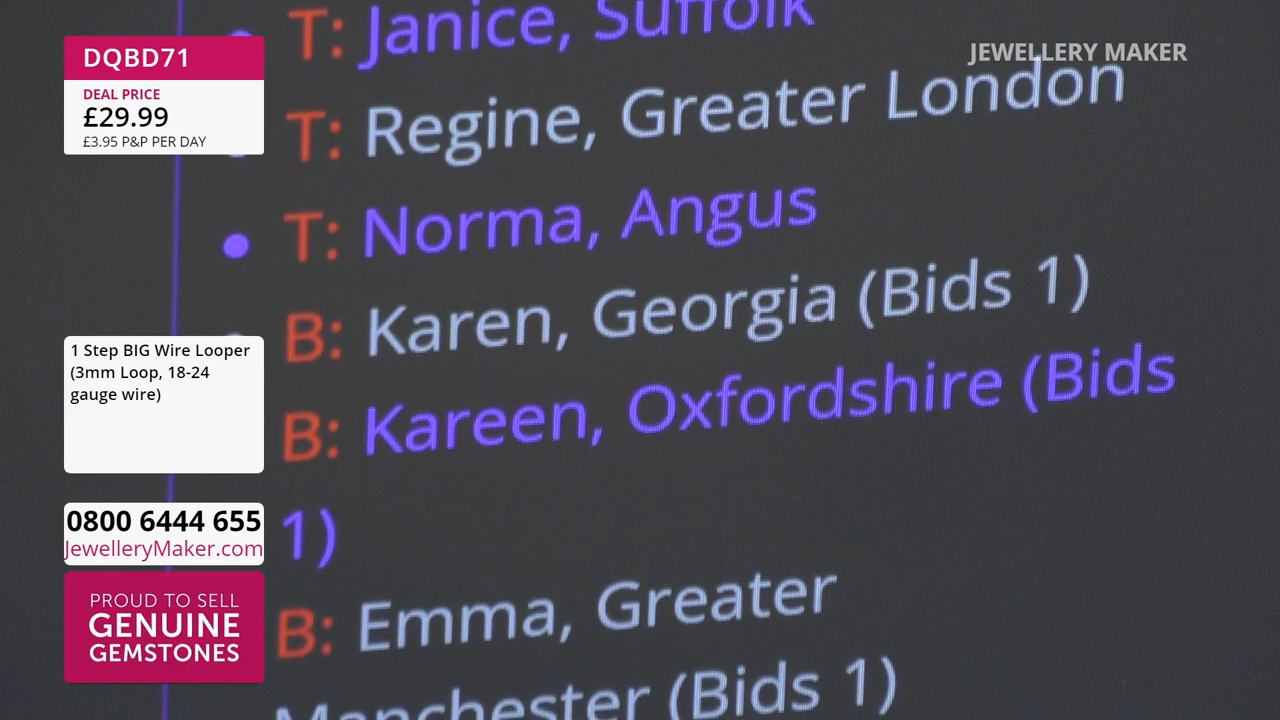 DQBD71
DEAL PRICE
£29.99
£3.95 P&P PER DAY
JEWELLERY MAKER
T: Janice, Suffolk
T: Regine, Greater London
T: Norma, Angus
B: Karen, Georgia (Bids 1)
B: Kareen, Oxfordshire (Bids
1)
B: Emma, Greater
Manchester (Bids 1)
1 Step BIG Wire Looper
(3mm Loop, 18-24
gauge wire)
0800 6444 655
JewelleryMaker.com
PROUD TO SELL
GENUINE
GEMSTONES